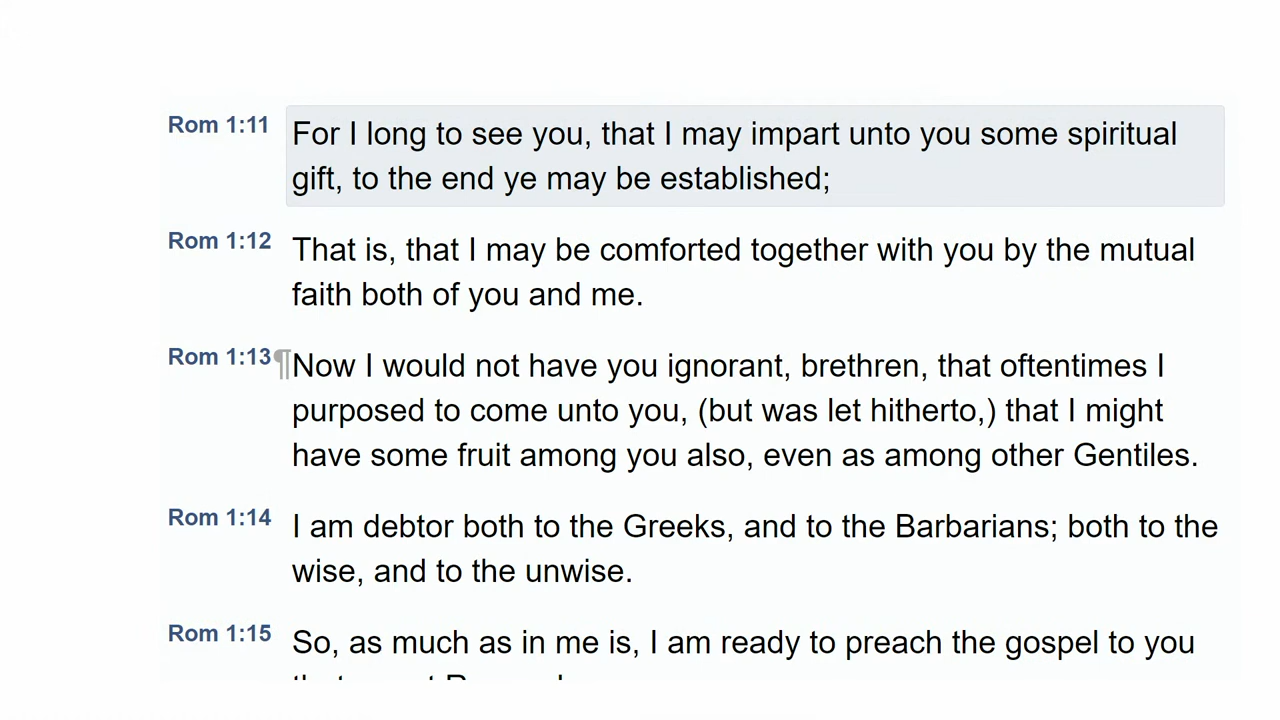 Rom 1:11 For I long to see you, that I may impart unto you some spiritual
gift, to the end ye may be established;
Rom 1:12 That is, that I may be comforted together with you by the mutual
faith both of you and me.
Rom 1:13 ¶Now I would not have you ignorant, brethren, that oftentimes I
purposed to come unto you, (but was let hitherto,) that I might
have some fruit among you also, even as among other Gentiles.
Rom 1:14 I am debtor both to the Greeks, and to the Barbarians; both to the
wise, and to the unwise.
Rom 1:15 So, as much as in me is, I am ready to preach the gospel to you